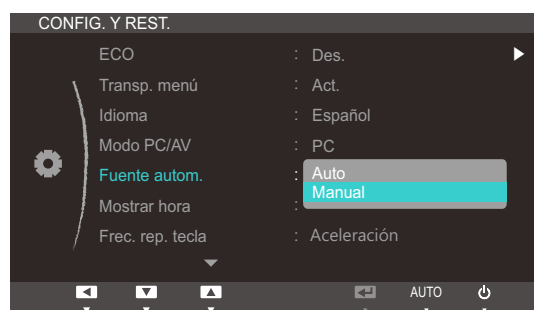 CONFIG. Y REST.
ECO : Des.
Transp. menú : Act.
Idioma : Español
Modo PC/AV : PC
Fuente autom. : Auto
Manual
Mostrar hora :
Frec. rep. tecla : Aceleración
AUTO